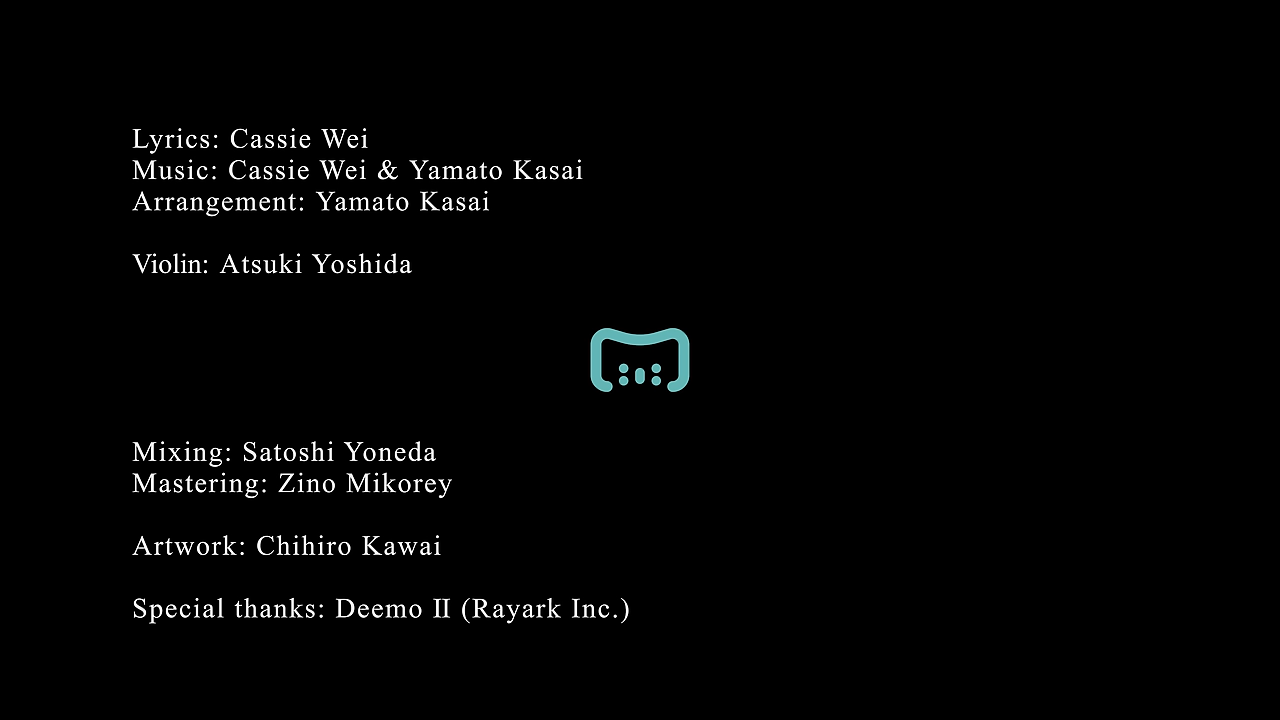 Lyrics: Cassie Wei
Music: Cassie Wei & Yamato Kasai
Arrangement: Yamato Kasai
Violin: Atsuki Yoshida
Mixing: Satoshi Yoneda
Mastering: Zino Mikorey
Artwork: Chihiro Kawai
Special thanks: Deemo II (Rayark Inc.)